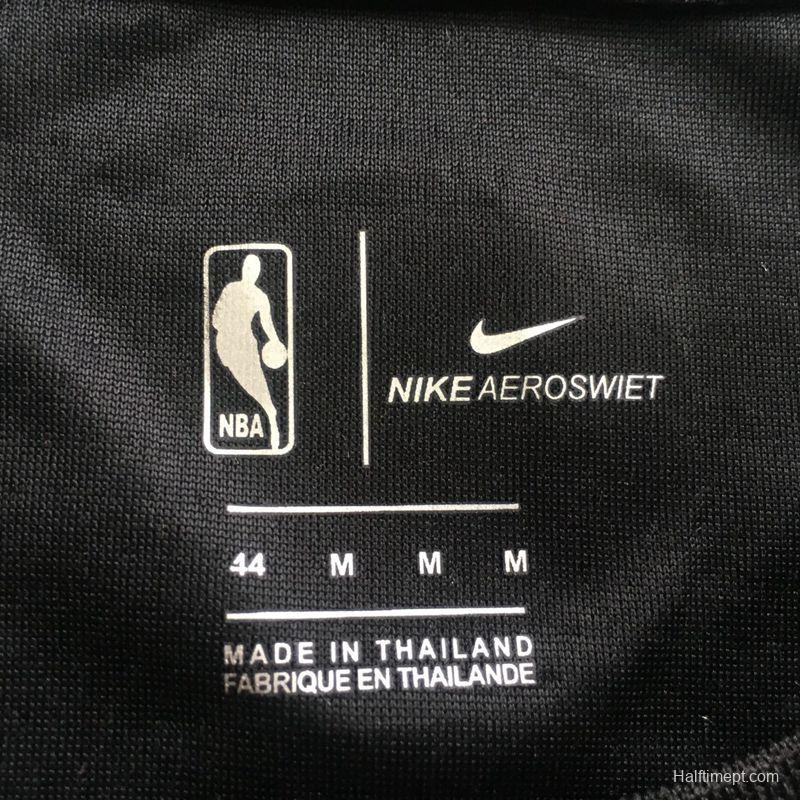 NBA
NIKE AEROSWIET
44 M M M
MADE IN THAILAND
FABRIQUE EN THAILANDE
Halftimept.com